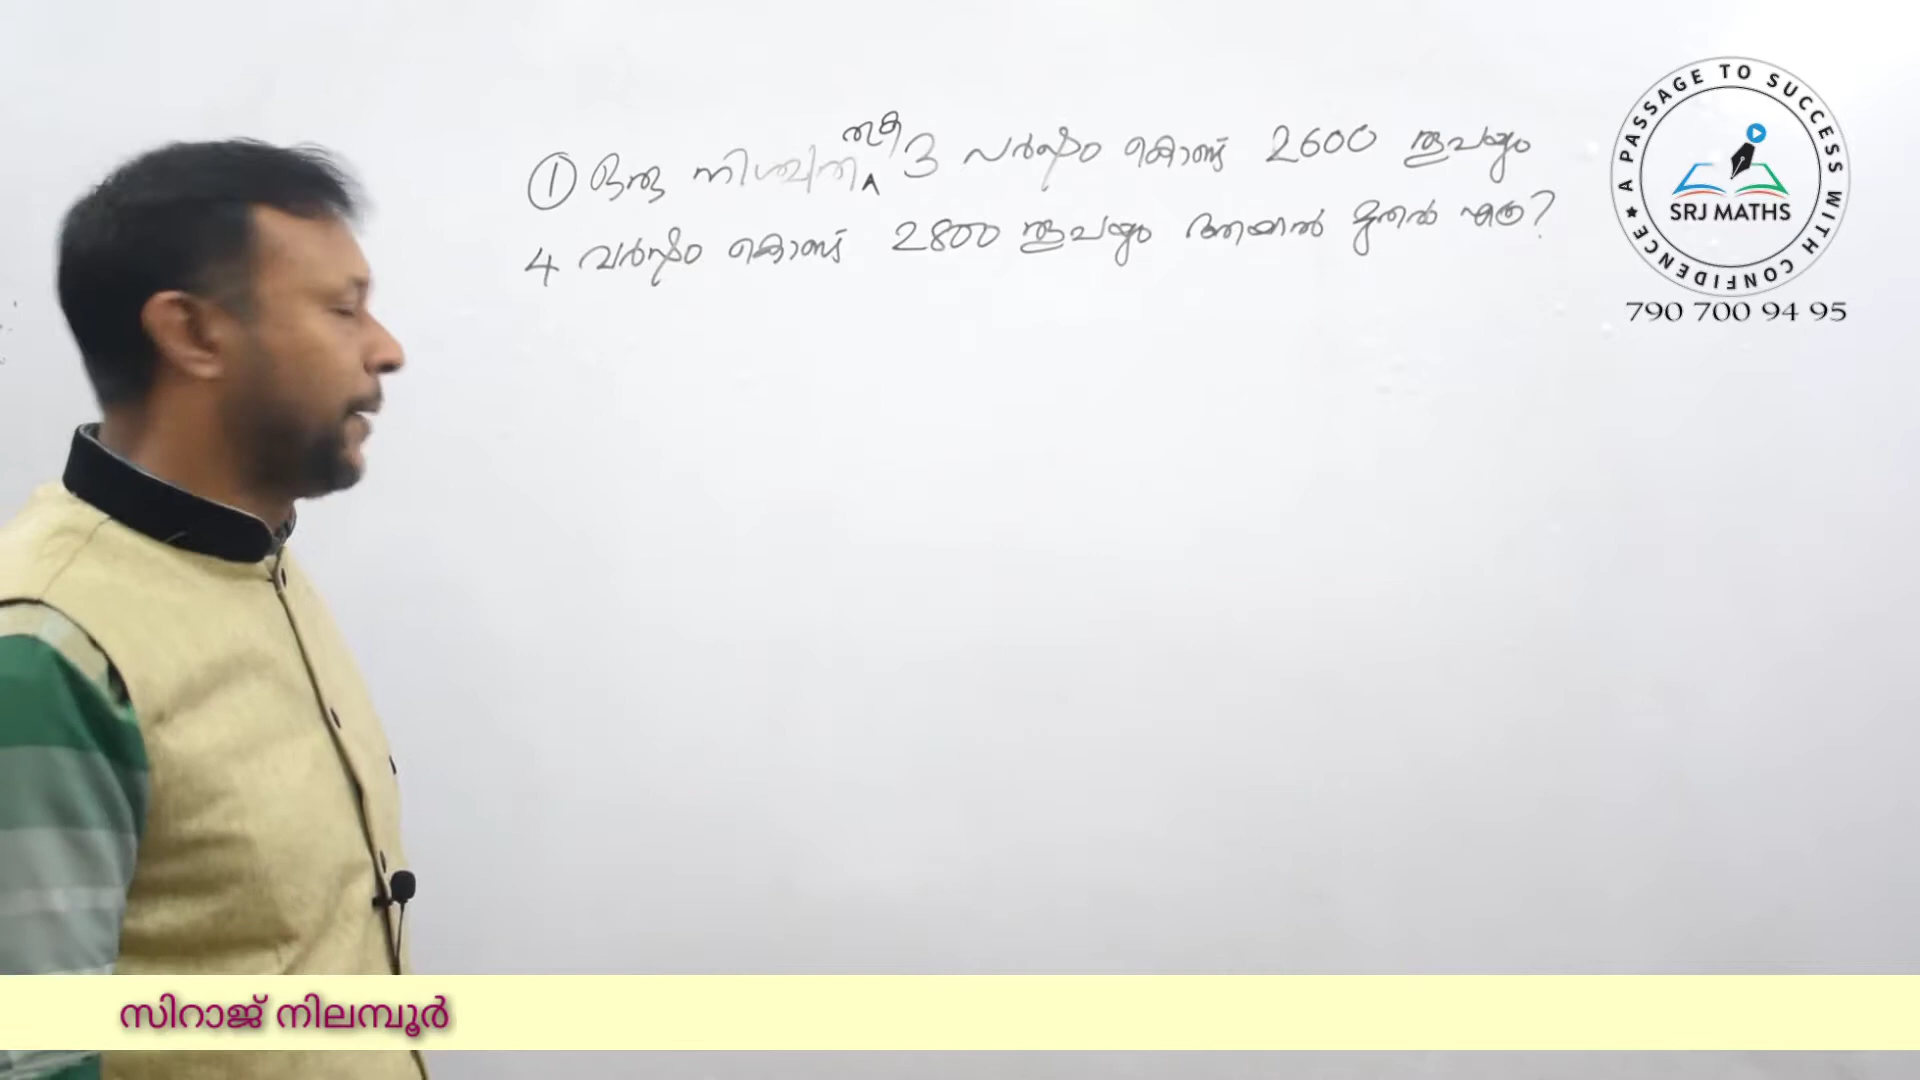 ① ഒരു നിശ്ചിത തുക 3 വർഷം കൊണ്ട് 2600 രൂപയും
4 വർഷം കൊണ്ട് 2800 രൂപയും ആയാൽ മുതൽ എത്ര?
A PASSAGE TO SUCCESS WITH CONFIDENCE ★
SRJ MATHS
790 700 94 95
സിറാജ് നിലമ്പൂർ